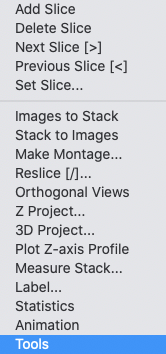 Add Slice
Delete Slice
Next Slice [>]
Previous Slice [<]
Set Slice...
Images to Stack
Stack to Images
Make Montage...
Reslice [/]...
Orthogonal Views
Z Project...
3D Project...
Plot Z-axis Profile
Measure Stack...
Label...
Statistics
Animation
Tools